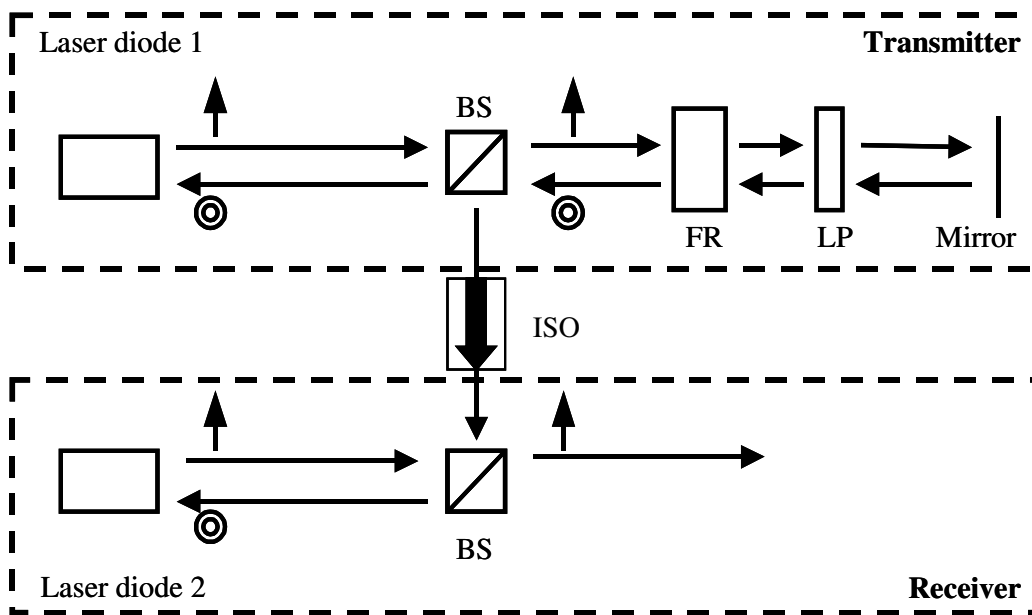 Laser diode 1
Transmitter
BS
FR
LP
Mirror
ISO
BS
Laser diode 2
Receiver